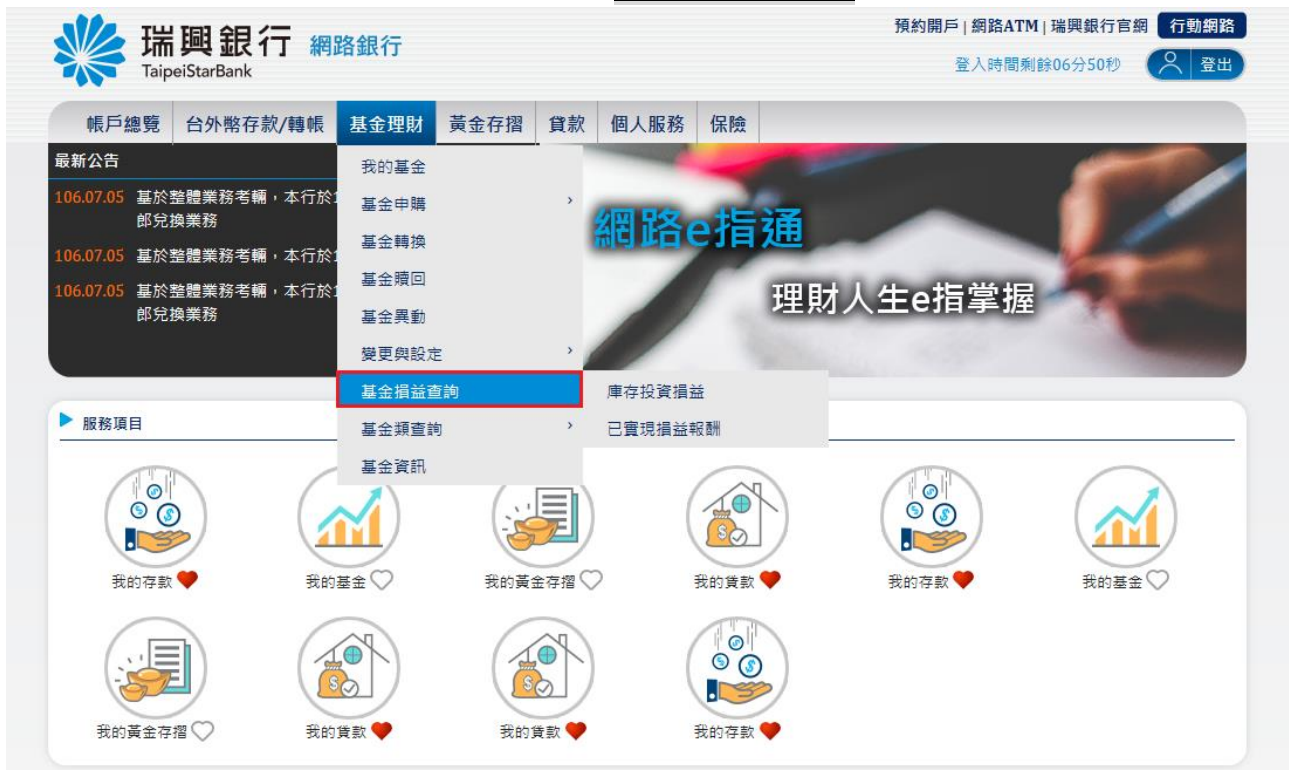 瑞興銀行 網路銀行
TaipeiStarBank
預約開戶 | 網路ATM | 瑞興銀行官網 行動網路
登入時間剩餘06分50秒 登出
帳戶總覽 台外幣存款/轉帳 基金理財 黃金存摺 貸款 個人服務 保險
最新公告
106.07.05 基於整體業務考輛，本行於
郎兌換業務
106.07.05 基於整體業務考輛，本行於
106.07.05 基於整體業務考輛，本行於
郎兌換業務
我的基金
基金申購
基金轉換
基金贖回
基金異動
變更與設定
基金損益查詢
基金類查詢
基金資訊
庫存投資損益
已實現損益報酬
網路e指通
理財人生e指掌握
服務項目
我的存款 我的基金 我的黃金存摺 我的貸款 我的存款 我的基金
我的黃金存摺 我的貸款 我的貸款 我的存款